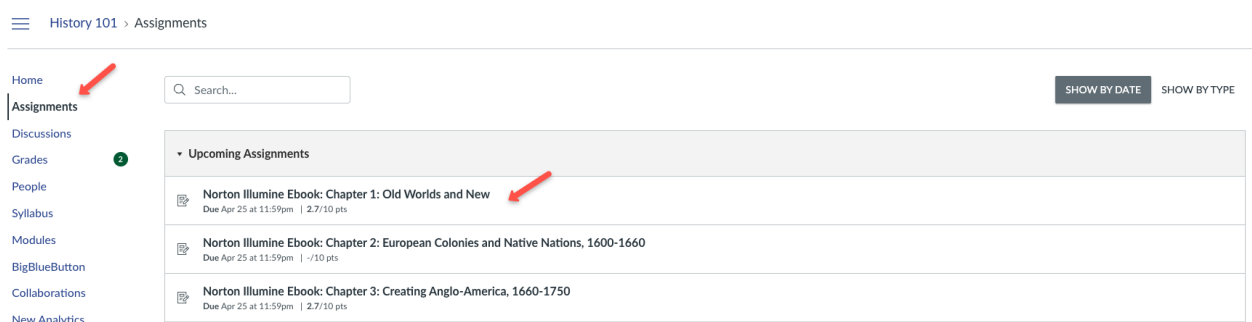 History 101 > Assignments
Home
Assignments
Discussions
Grades 2
People
Syllabus
Modules
BigBlueButton
Collaborations
New Analytics
Search...
SHOW BY DATE SHOW BY TYPE
Upcoming Assignments
Norton Illumine Ebook: Chapter 1: Old Worlds and New
Due Apr 25 at 11:59pm | 2.7/10 pts
Norton Illumine Ebook: Chapter 2: European Colonies and Native Nations, 1600-1660
Due Apr 25 at 11:59pm | -/10 pts
Norton Illumine Ebook: Chapter 3: Creating Anglo-America, 1660-1750
Due Apr 25 at 11:59pm | 2.7/10 pts